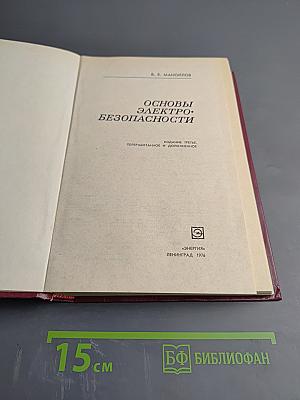 В. Е. МАНОЙЛОВ
ОСНОВЫ
ЭЛЕКТРО-
БЕЗОПАСНОСТИ
ИЗДАНИЕ ТРЕТЬЕ,
ПЕРЕРАБОТАННОЕ И ДОПОЛНЕННОЕ
«ЭНЕРГИЯ»
ЛЕНИНГРАД 1976
15 см
БФ БИБЛИОФАН